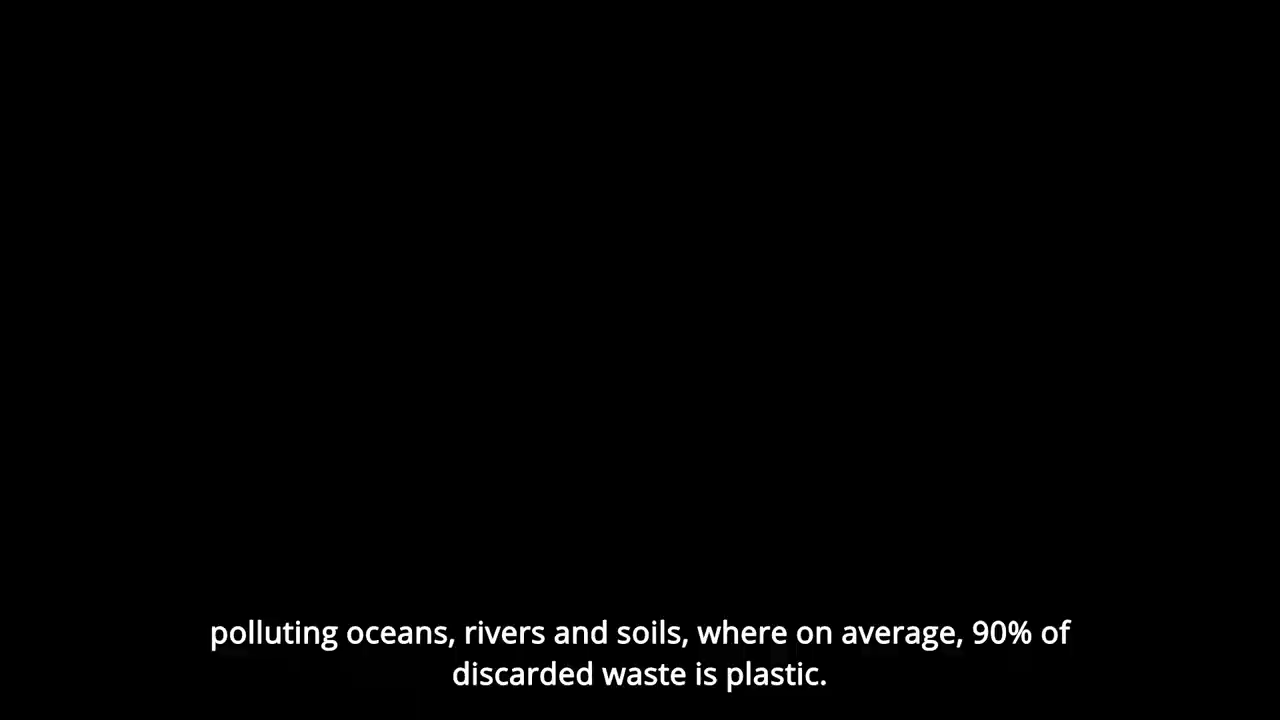 polluting oceans, rivers and soils, where on average, 90% of
discarded waste is plastic.